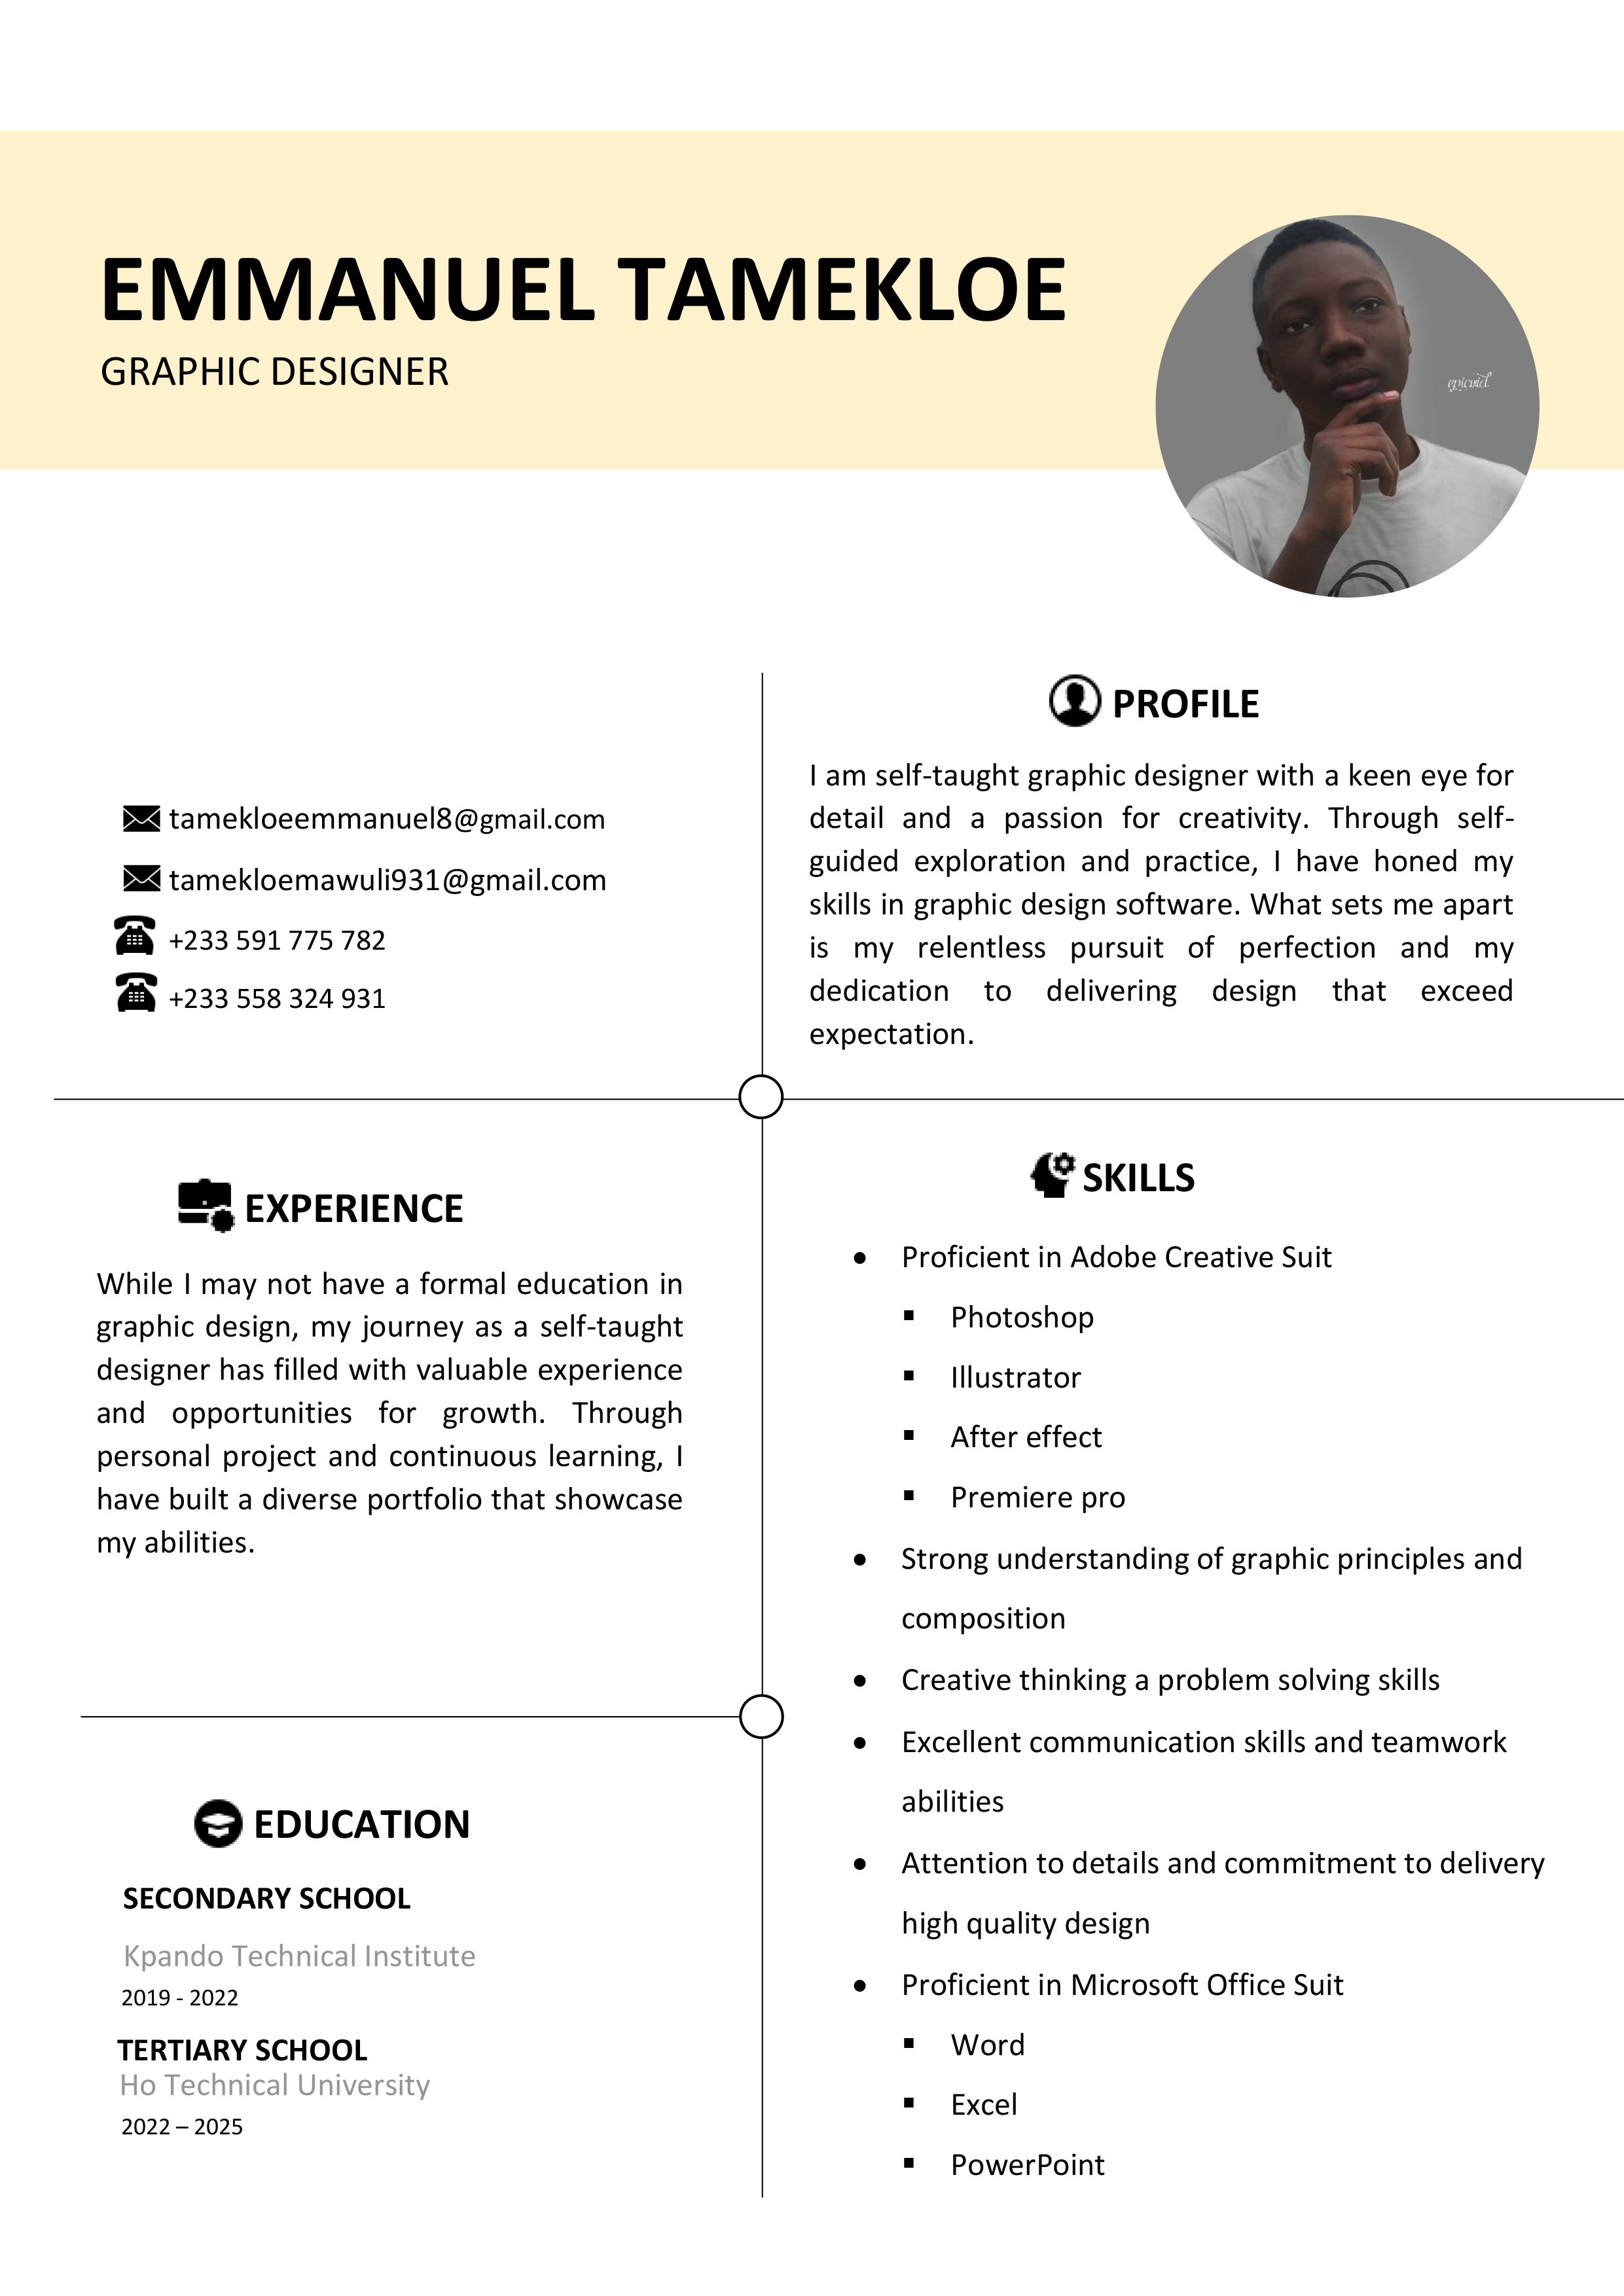 EMMANUEL TAMEKLOE
GRAPHIC DESIGNER
tamekloeemmanuel8@gmail.com
tamekloemawuli931@gmail.com
+233 591 775 782
+233 558 324 931
PROFILE
I am self-taught graphic designer with a keen eye for
detail and a passion for creativity. Through self-
guided exploration and practice, I have honed my
skills in graphic design software. What sets me apart
is my relentless pursuit of perfection and my
dedication to delivering design that exceed
expectation.
EXPERIENCE
While I may not have a formal education in
graphic design, my journey as a self-taught
designer has filled with valuable experience
and opportunities for growth. Through
personal project and continuous learning, I
have built a diverse portfolio that showcase
my abilities.
EDUCATION
SECONDARY SCHOOL
Kpando Technical Institute
2019 - 2022
TERTIARY SCHOOL
Ho Technical University
2022 – 2025
SKILLS
• Proficient in Adobe Creative Suit
▪ Photoshop
▪ Illustrator
▪ After effect
▪ Premiere pro
• Strong understanding of graphic principles and
composition
• Creative thinking a problem solving skills
• Excellent communication skills and teamwork
abilities
• Attention to details and commitment to delivery
high quality design
• Proficient in Microsoft Office Suit
▪ Word
▪ Excel
▪ PowerPoint